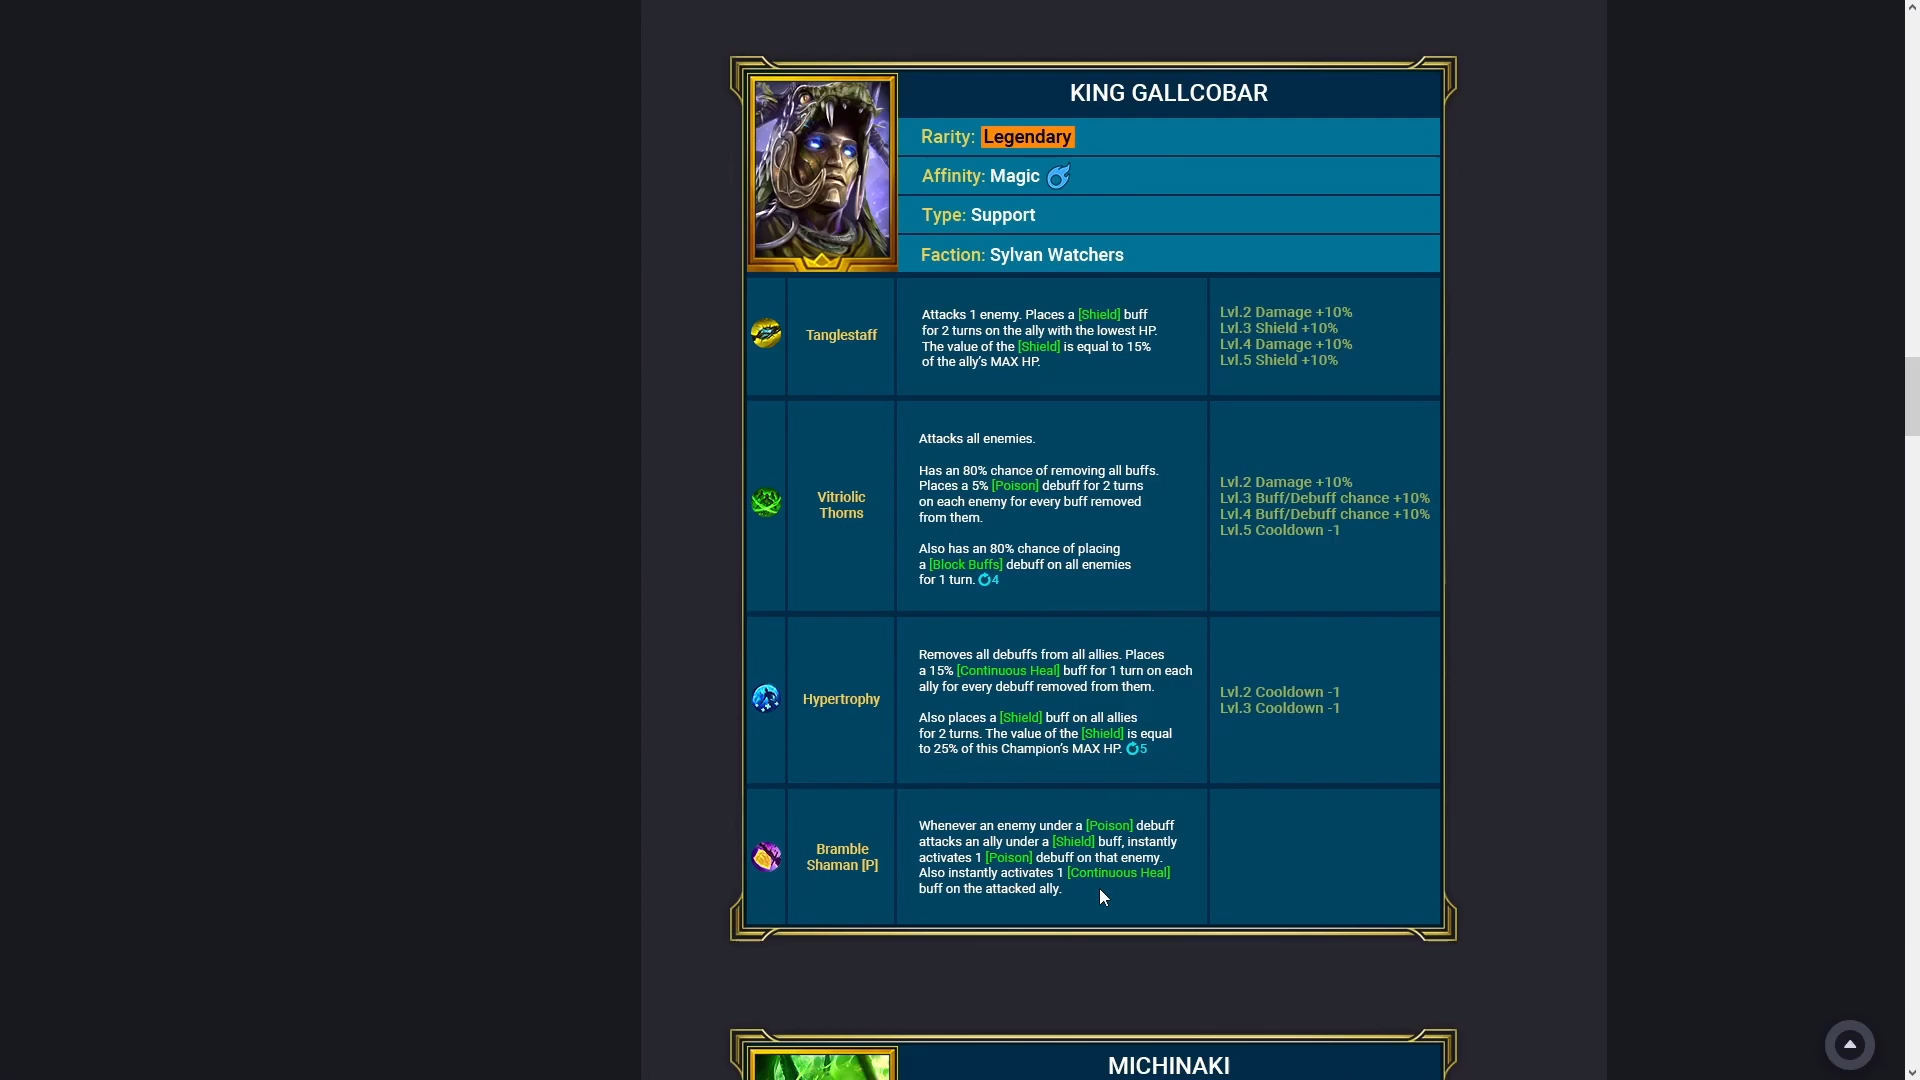 KING GALLCOBAR
Rarity: Legendary
Affinity: Magic
Type: Support
Faction: Sylvan Watchers
Tanglestaff
Attacks 1 enemy. Places a [Shield] buff
for 2 turns on the ally with the lowest HP.
The value of the [Shield] is equal to 15%
of the ally's MAX HP.
Lvl.2 Damage +10%
Lvl.3 Shield +10%
Lvl.4 Damage +10%
Lvl.5 Shield +10%
Vitriolic
Thorns
Attacks all enemies.
Has an 80% chance of removing all buffs.
Places a 5% [Poison] debuff for 2 turns
on each enemy for every buff removed
from them.
Also has an 80% chance of placing
a [Block Buffs] debuff on all enemies
for 1 turn. 4
Lvl.2 Damage +10%
Lvl.3 Buff/Debuff chance +10%
Lvl.4 Buff/Debuff chance +10%
Lvl.5 Cooldown -1
Hypertrophy
Removes all debuffs from all allies. Places
a 15% [Continuous Heal] buff for 1 turn on each
ally for every debuff removed from them.
Also places a [Shield] buff on all allies
for 2 turns. The value of the [Shield] is equal
to 25% of this Champion's MAX HP. 5
Lvl.2 Cooldown -1
Lvl.3 Cooldown -1
Bramble
Shaman [P]
Whenever an enemy under a [Poison] debuff
attacks an ally under a [Shield] buff, instantly
activates 1 [Poison] debuff on that enemy.
Also instantly activates 1 [Continuous Heal]
buff on the attacked ally.
MICHINAKI